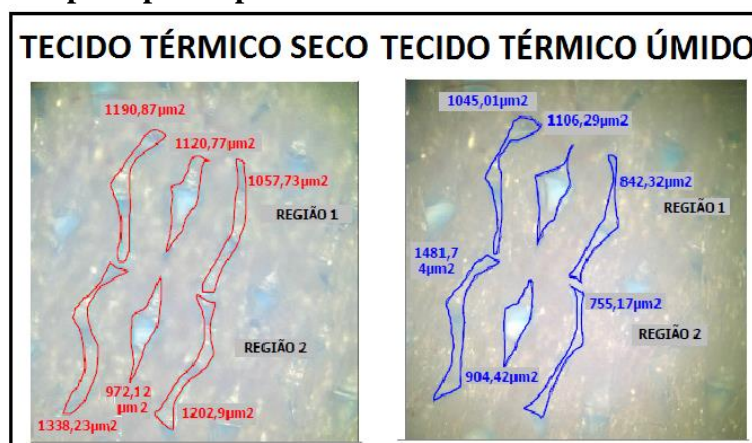 TECIDO TÉRMICO SECO
1190,87µm2
1120,77µm2
1057,73µm2
REGIÃO 1
REGIÃO 2
972,12
µm 2
1338,23µm2
1202,9µm2
TECIDO TÉRMICO ÚMIDO
1045,01µm2
1106,29µm2
842,32µm2
REGIÃO 1
1481,7
4µm2
755,17µm2
REGIÃO 2
904,42µm2